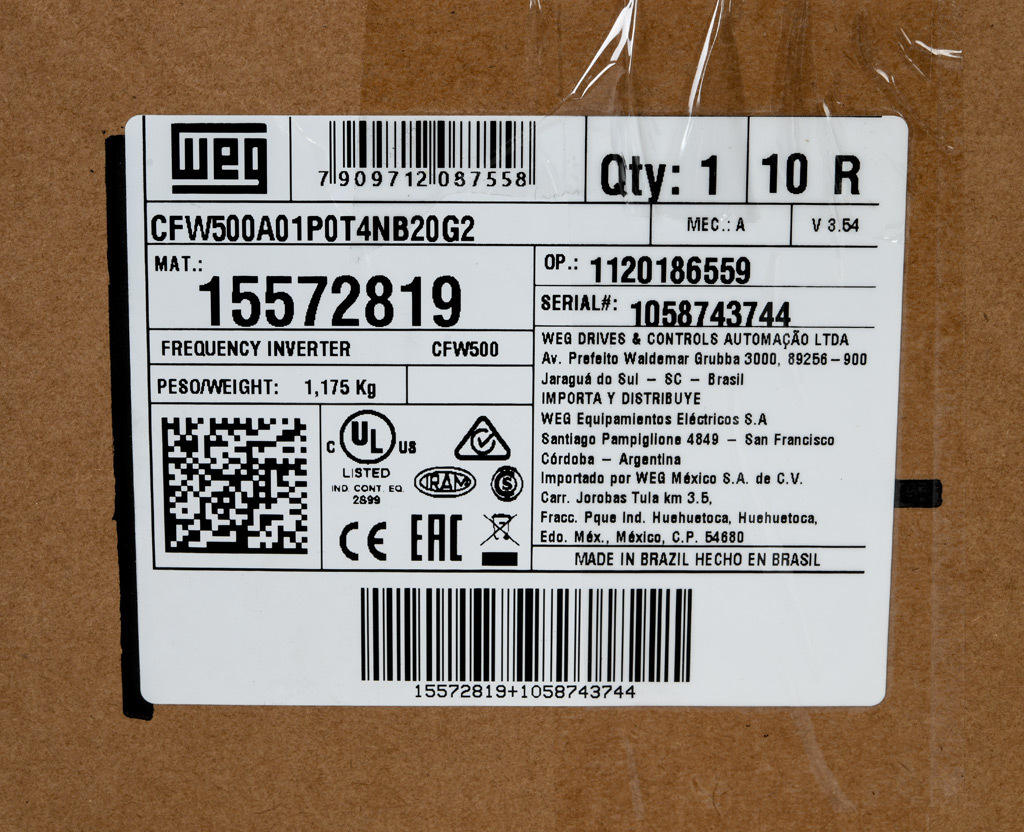 weg
7 909712 087558
Qty: 1
10 R
CFW500A01P0T4NB20G2
MEC.: A
V 3.54
MAT.:
15572819
OP.: 1120186559
SERIAL#: 1058743744
FREQUENCY INVERTER CFW500
PESO/WEIGHT: 1,175 Kg
WEG DRIVES & CONTROLS AUTOMAÇÃO LTDA
Av. Prefeito Waldemar Grubba 3000, 89256-900
Jaraguá do Sul - SC - Brasil
IMPORTA Y DISTRIBUYE
WEG Equipamientos Eléctricos S.A
Santiago Pampiglione 4849 - San Francisco
Córdoba - Argentina
Importado por WEG México S.A. de C.V.
Carr. Jorobas Tula km 3.5,
Fracc. Pque Ind. Huehuetoca, Huehuetoca,
Edo. Méx., México, C.P. 54680
MADE IN BRAZIL HECHO EN BRASIL
C UL US
LISTED
IND. CONT. EQ.
2899
IRAM
S
CE
EAC
15572819+1058743744